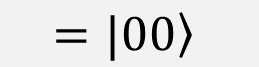 = |00⟩